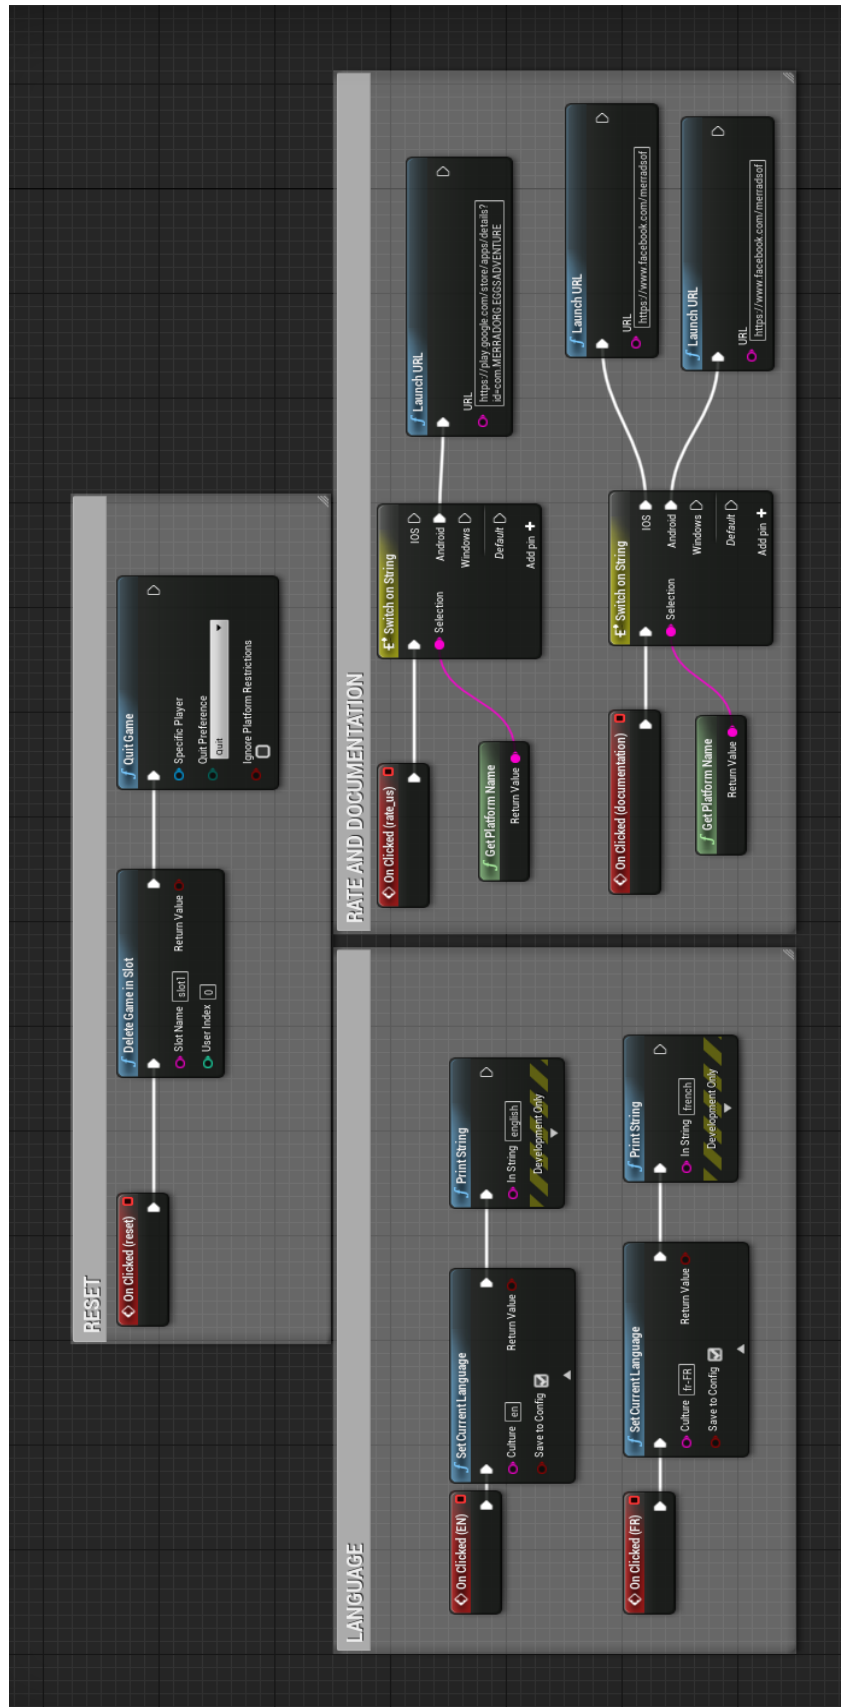 RESET
On Clicked (reset)
Delete Game in Slot
Slot Name slot1
Return Value
User Index 0
Quit Game
Specific Player
Quit Preference
Quit
Ignore Platform Restrictions
LANGUAGE
On Clicked (EN)
Set Current Language
Culture en
Return Value
Save to Config
Print String
In String english
Development Only
On Clicked (FR)
Set Current Language
Culture fr-FR
Return Value
Save to Config
Print String
In String french
Development Only
RATE AND DOCUMENTATION
On Clicked (rate_us)
Get Platform Name
Return Value
Switch on String
IOS
Selection
Android
Windows
Default
Add pin +
Launch URL
URL
https://play.google.com/store/apps/details?
id=com.MERRADORG.EGGSADVENTURE
On Clicked (documentation)
Get Platform Name
Return Value
Switch on String
IOS
Selection
Android
Windows
Default
Add pin +
Launch URL
URL
https://www.facebook.com/merradsof
Launch URL
URL
https://www.facebook.com/merradsof